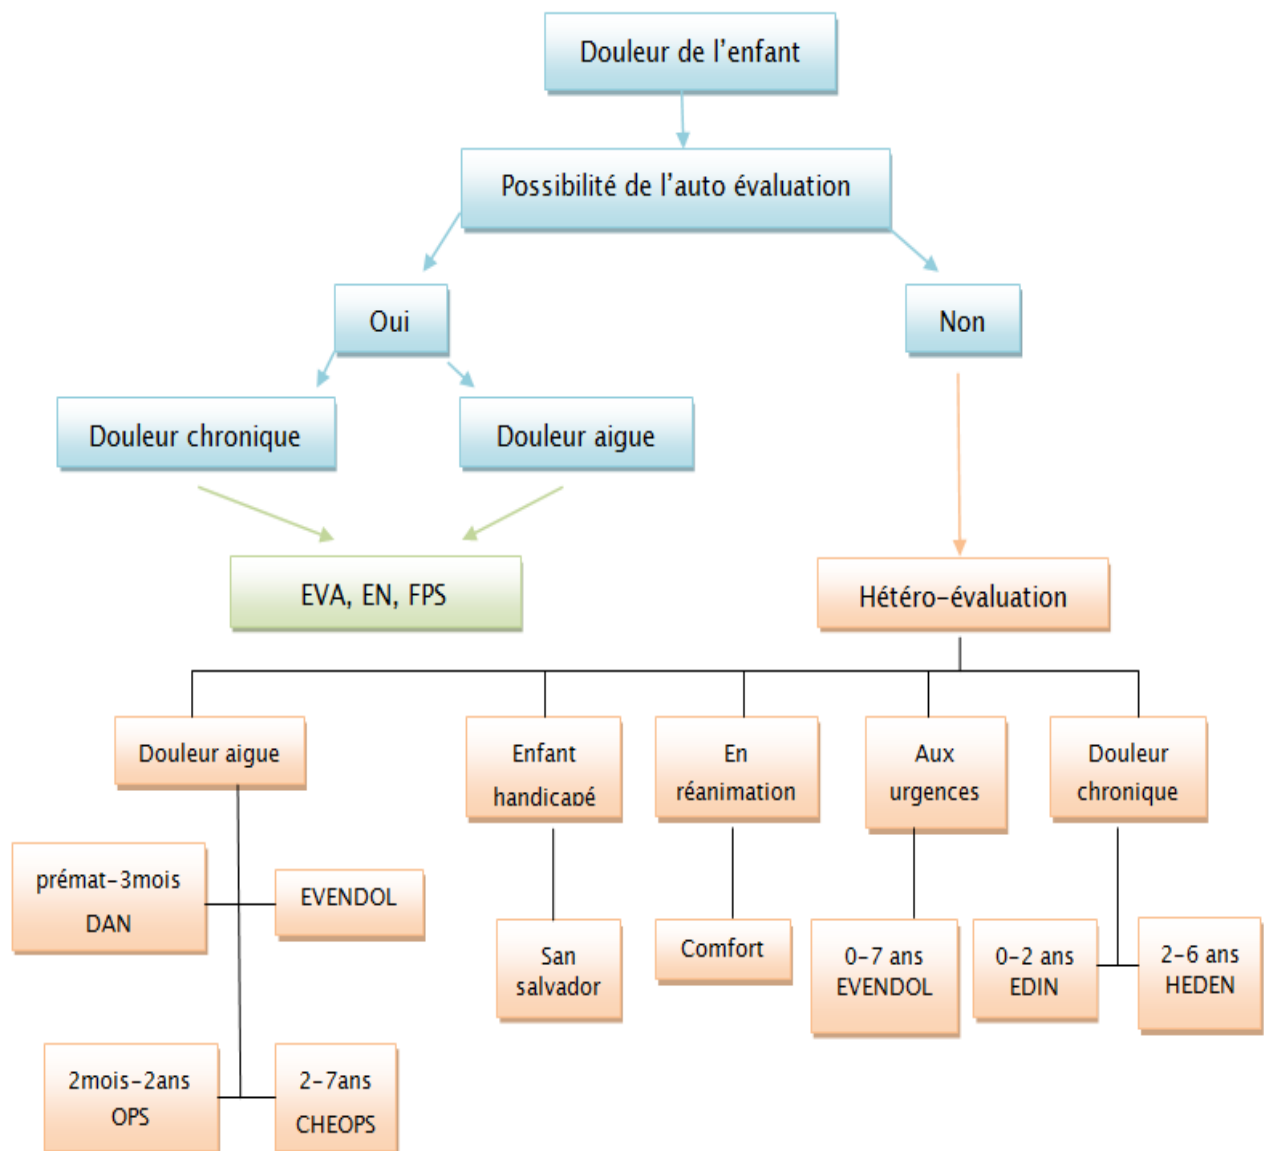 Douleur de l'enfant
Possibilité de l'auto évaluation
Oui
Non
Douleur chronique
Douleur aigue
EVA, EN, FPS
Hétéro-évaluation
Douleur aigue
Enfant
handicapé
En
réanimation
Aux
urgences
Douleur
chronique
prémat-3mois
DAN
EVENDOL
San
salvador
Comfort
0-7 ans
EVENDOL
0-2 ans
EDIN
2-6 ans
HEDEN
2mois-2ans
OPS
2-7ans
CHEOPS